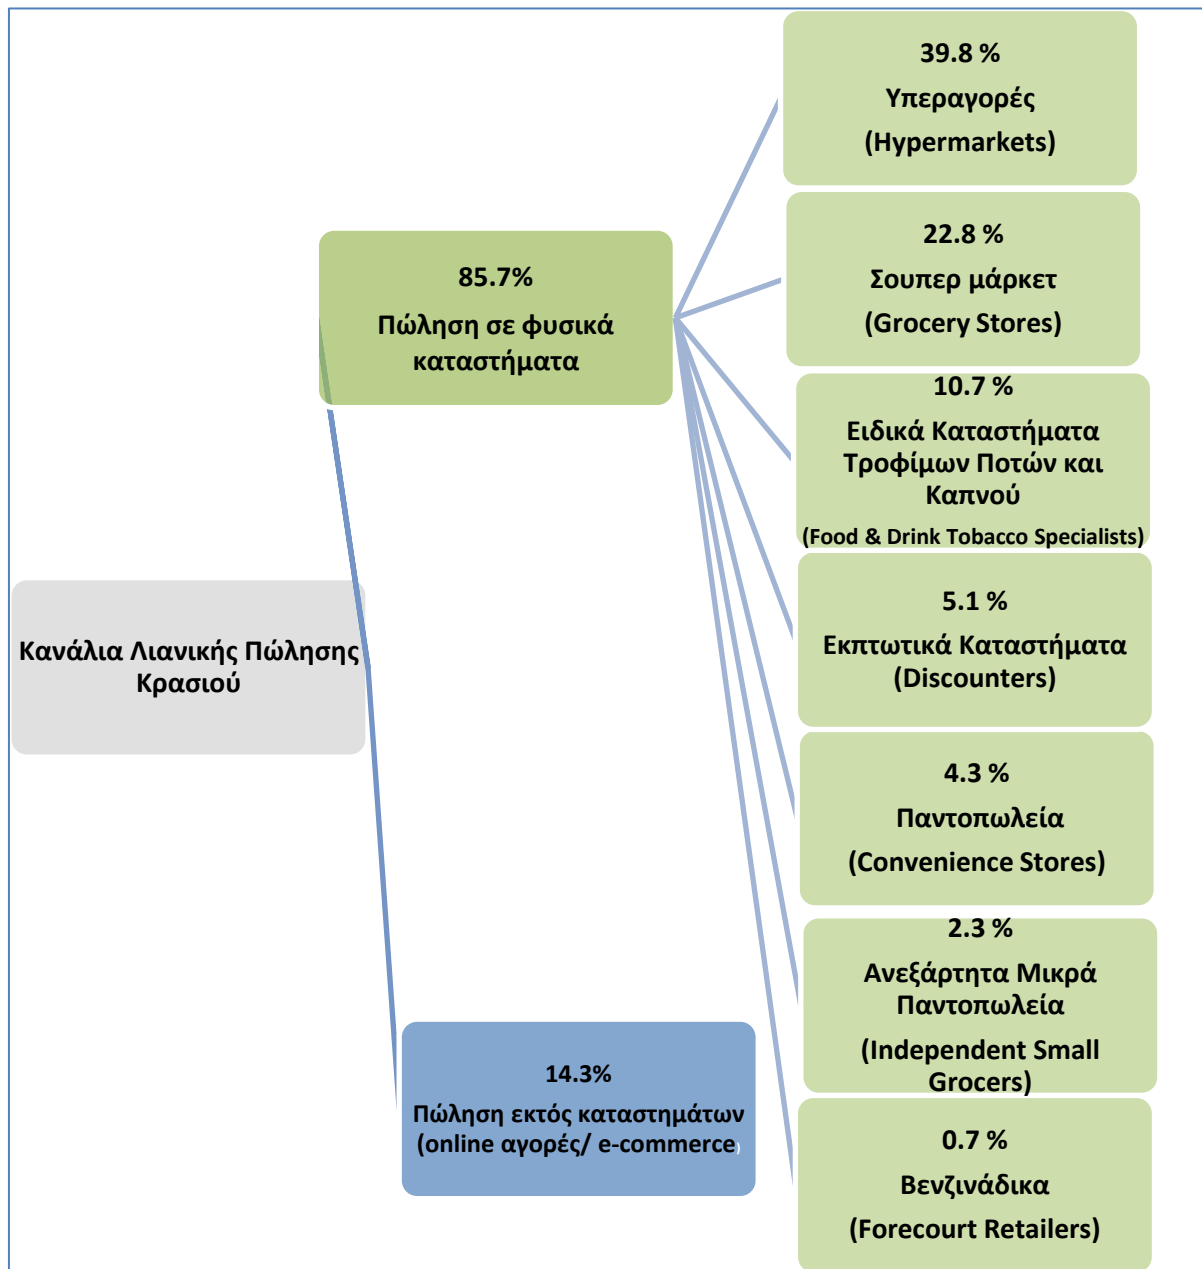 Κανάλια Λιανικής Πώλησης
Κρασιού
85.7%
Πώληση σε φυσικά
καταστήματα
14.3%
Πώληση εκτός καταστημάτων
(online αγορές/ e-commerce)
39.8 %
Υπεραγορές
(Hypermarkets)
22.8 %
Σουπερ μάρκετ
(Grocery Stores)
10.7 %
Ειδικά Καταστήματα
Τροφίμων Ποτών και
Καπνού
(Food & Drink Tobacco Specialists)
5.1 %
Εκπτωτικά Καταστήματα
(Discounters)
4.3 %
Παντοπωλεία
(Convenience Stores)
2.3 %
Ανεξάρτητα Μικρά
Παντοπωλεία
(Independent Small
Grocers)
0.7 %
Βενζινάδικα
(Forecourt Retailers)